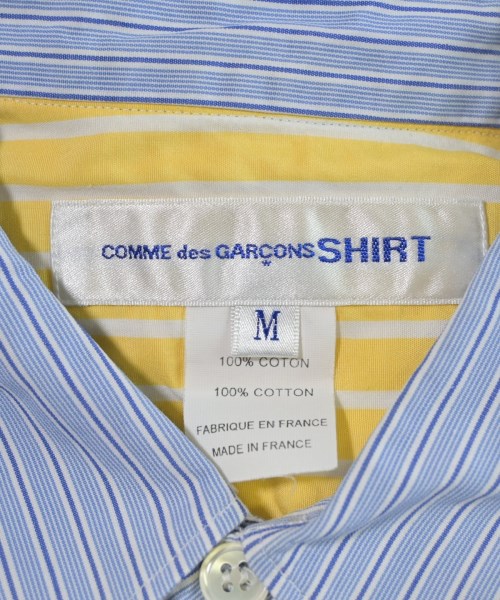 COMME des GARÇONS SHIRT
M
100% COTON
100% COTTON
FABRIQUE EN FRANCE
MADE IN FRANCE